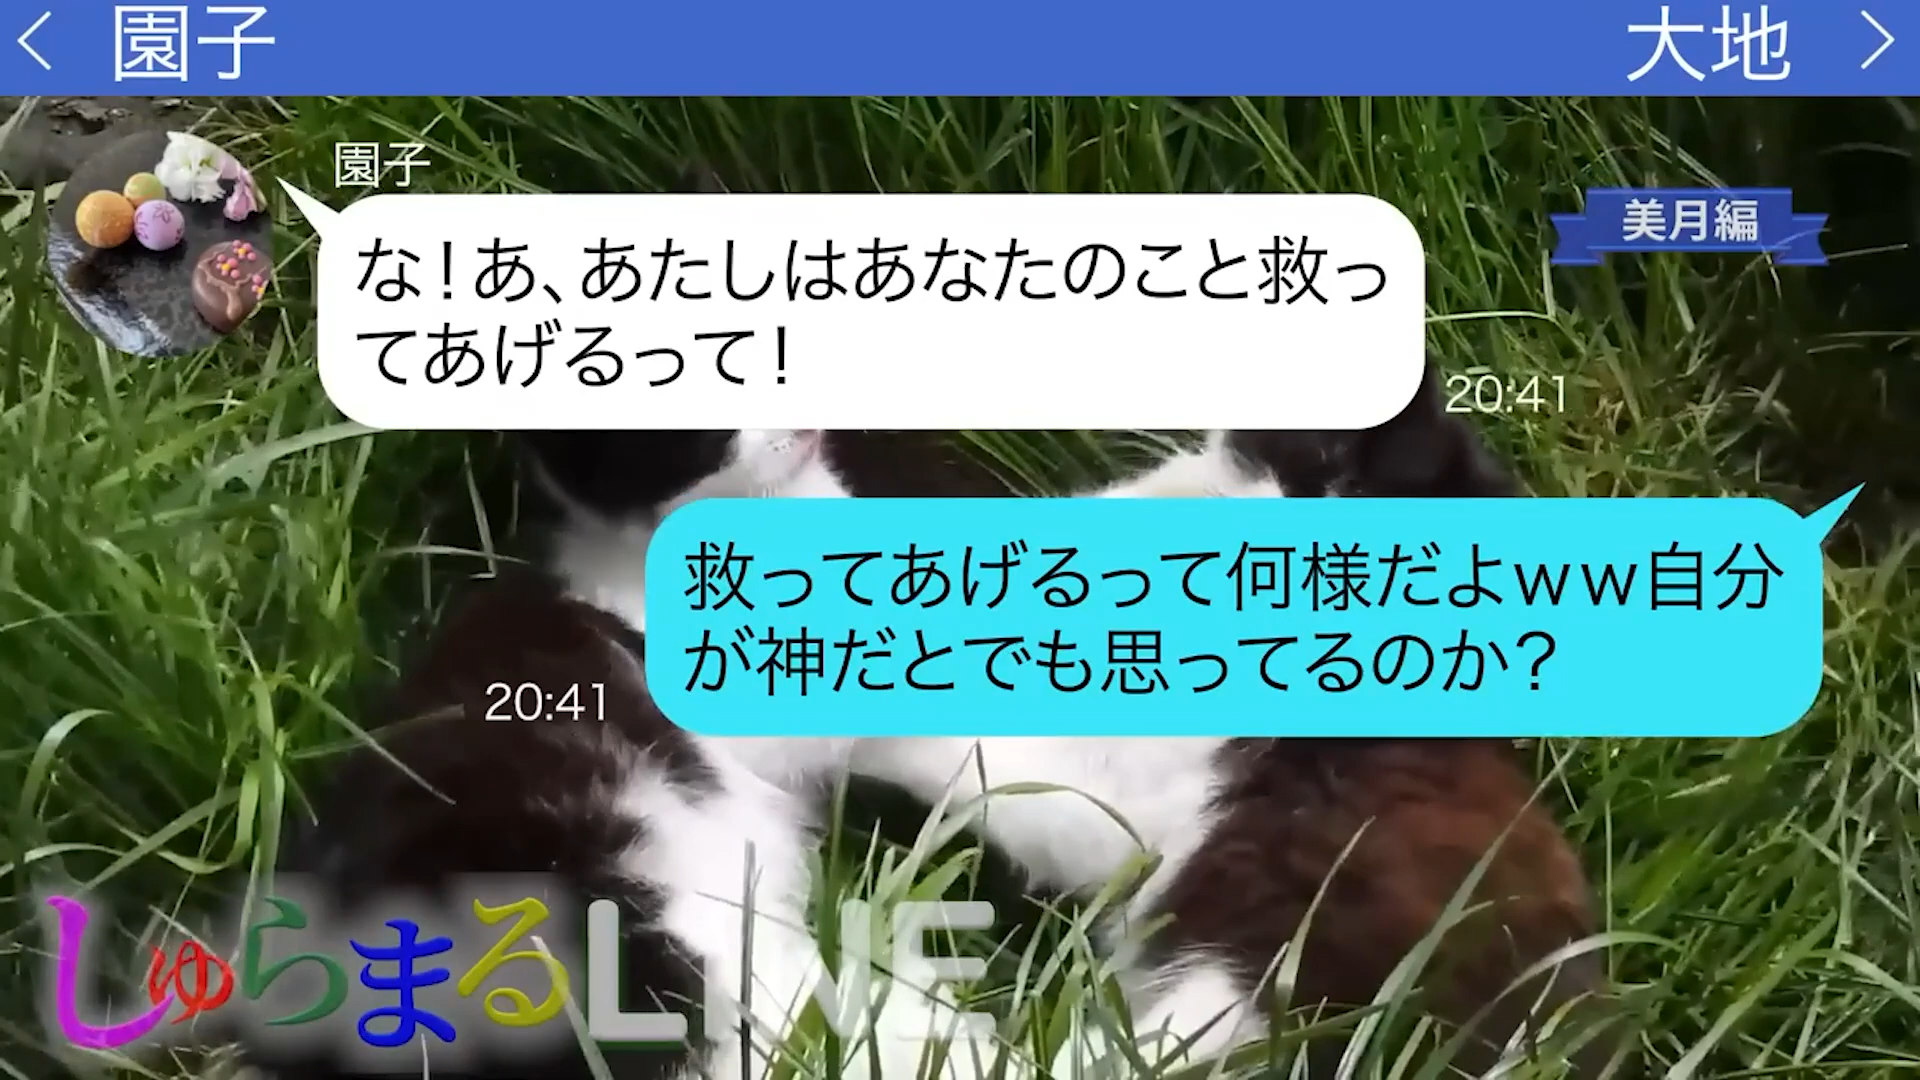 園子
大地
園子
美月編
な！あ、あたしはあなたのこと救っ
てあげるって！
20:41
救ってあげるって何様だよｗｗ自分
が神だとでも思ってるのか？
20:41
しゅらまるLINE